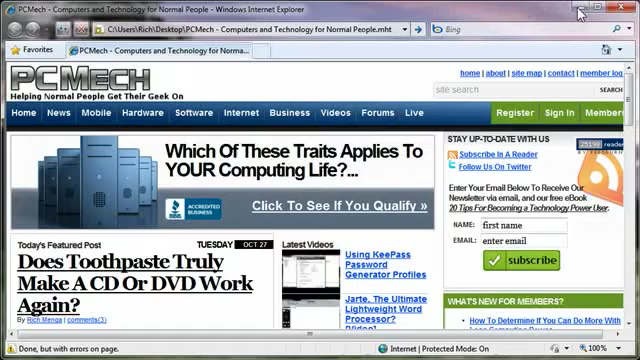 PCMech - Computers and Technology for Normal People - Windows Internet Explorer
C:\Users\Rich\Desktop\PCMech - Computers and Technology for Normal People.mht
Bing
Favorites
PCMech - Computers and Technology for Norma...
PCMECH
Helping Normal People Get Their Geek On
home | about | site map | contact | member log
site search
SEARCH
Home News Mobile Hardware Software Internet Business Videos Forums Live
Register Sign In Members
Which Of These Traits Applies To
YOUR Computing Life?...
BBB
ACCREDITED
BUSINESS
Click To See If You Qualify »
STAY UP-TO-DATE WITH US
Subscribe In A Reader
Follow Us On Twitter
25199 readers
Enter Your Email Below To Receive Our
Newsletter via email, and our free eBook
20 Tips For Becoming a Technology Power User.
NAME: first name
EMAIL: enter email
subscribe
Today's Featured Post
TUESDAY OCT 27
Does Toothpaste Truly
Make A CD Or DVD Work
Again?
By Rich Menga | comments(3)
Latest Videos
Using KeePass
Password
Generator Profiles
Jarte, The Ultimate
Lightweight Word
Processor?
[Video]
WHAT'S NEW FOR MEMBERS?
How To Determine If You Can Do More With
Done, but with errors on page.
Internet | Protected Mode: On
100%